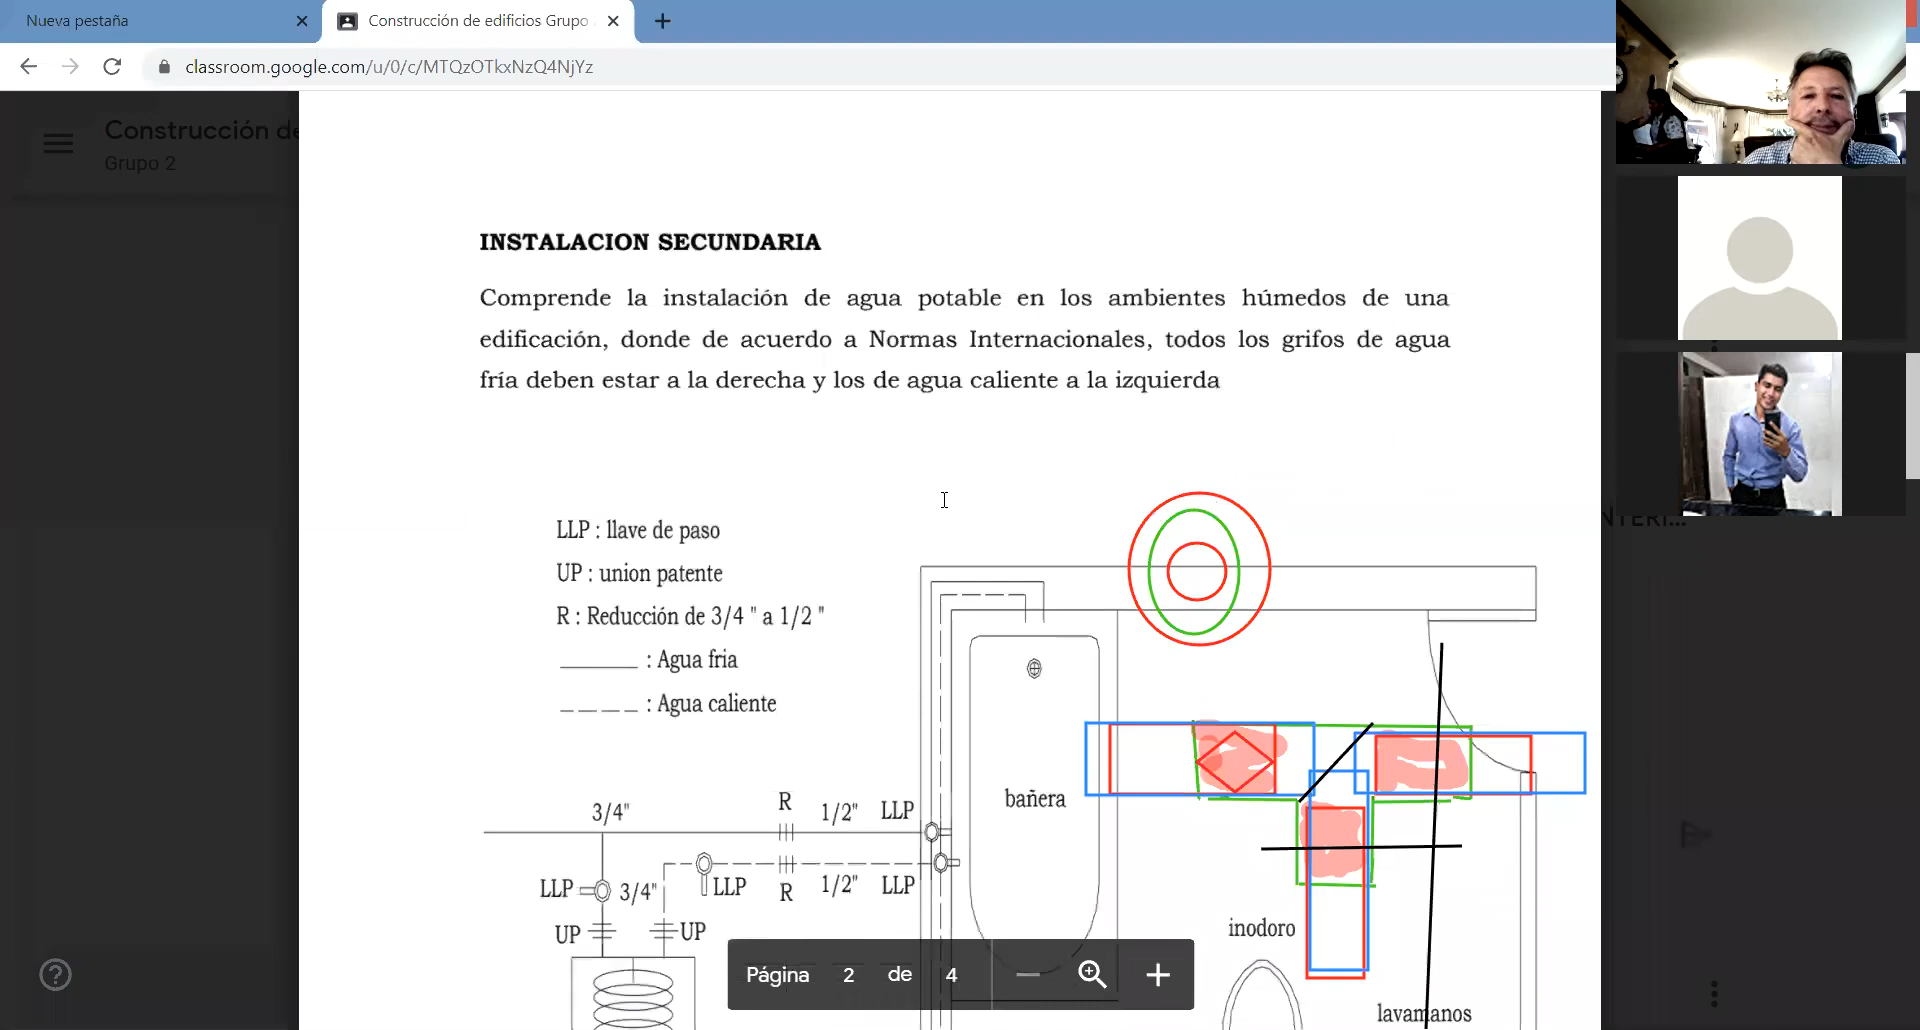 Nueva pestaña
Construcción de edificios Grupo
classroom.google.com/u/0/c/MTQzOTkxNzQ4NjYz
Construcción de
Grupo 2
INSTALACION SECUNDARIA
Comprende la instalación de agua potable en los ambientes húmedos de una
edificación, donde de acuerdo a Normas Internacionales, todos los grifos de agua
fría deben estar a la derecha y los de agua caliente a la izquierda
LLP : llave de paso
UP : union patente
R : Reducción de 3/4 " a 1/2 "
: Agua fria
: Agua caliente
bañera
3/4"
R
1/2"
LLP
LLP
3/4"
LLP
R
1/2"
LLP
UP
UP
inodoro
lavamanos
Página 2 de 4